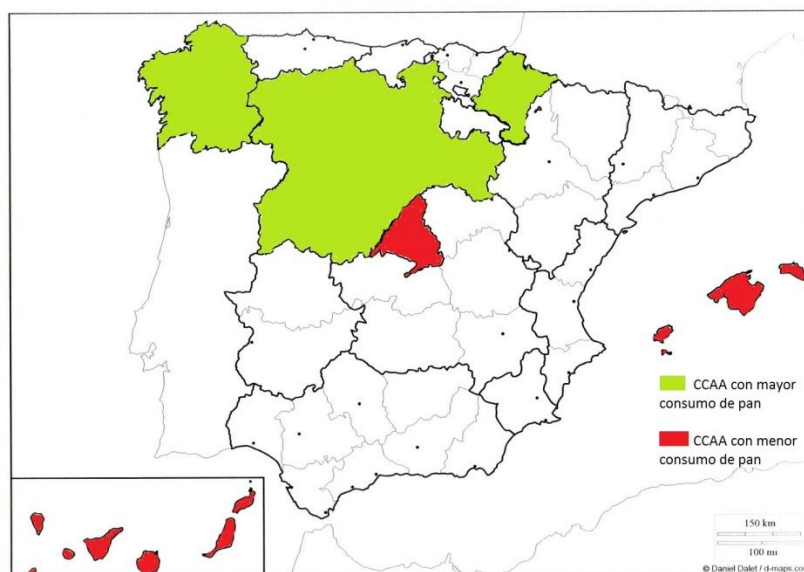 CCAA con mayor
consumo de pan
CCAA con menor
consumo de pan
150 km
100 mi
© Daniel Dalet / d-maps.com